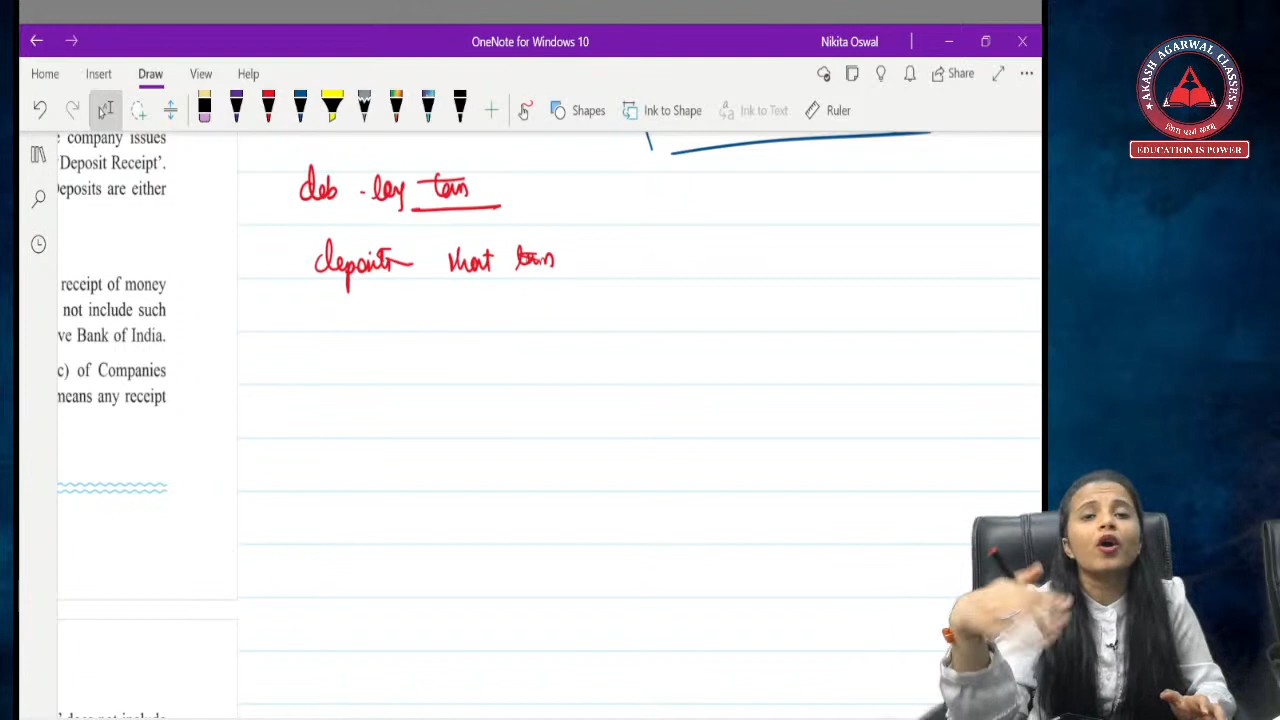 OneNote for Windows 10
Nikita Oswal
Home Insert Draw View Help
Share
Shapes
Ink to Shape
Ink to Text
Ruler
company issues
'Deposit Receipt'.
eposits are either
receipt of money
not include such
ve Bank of India.
c) of Companies
means any receipt
deb - long term
deposits short term
AKASH AGARWAL CLASSES
EDUCATION IS POWER